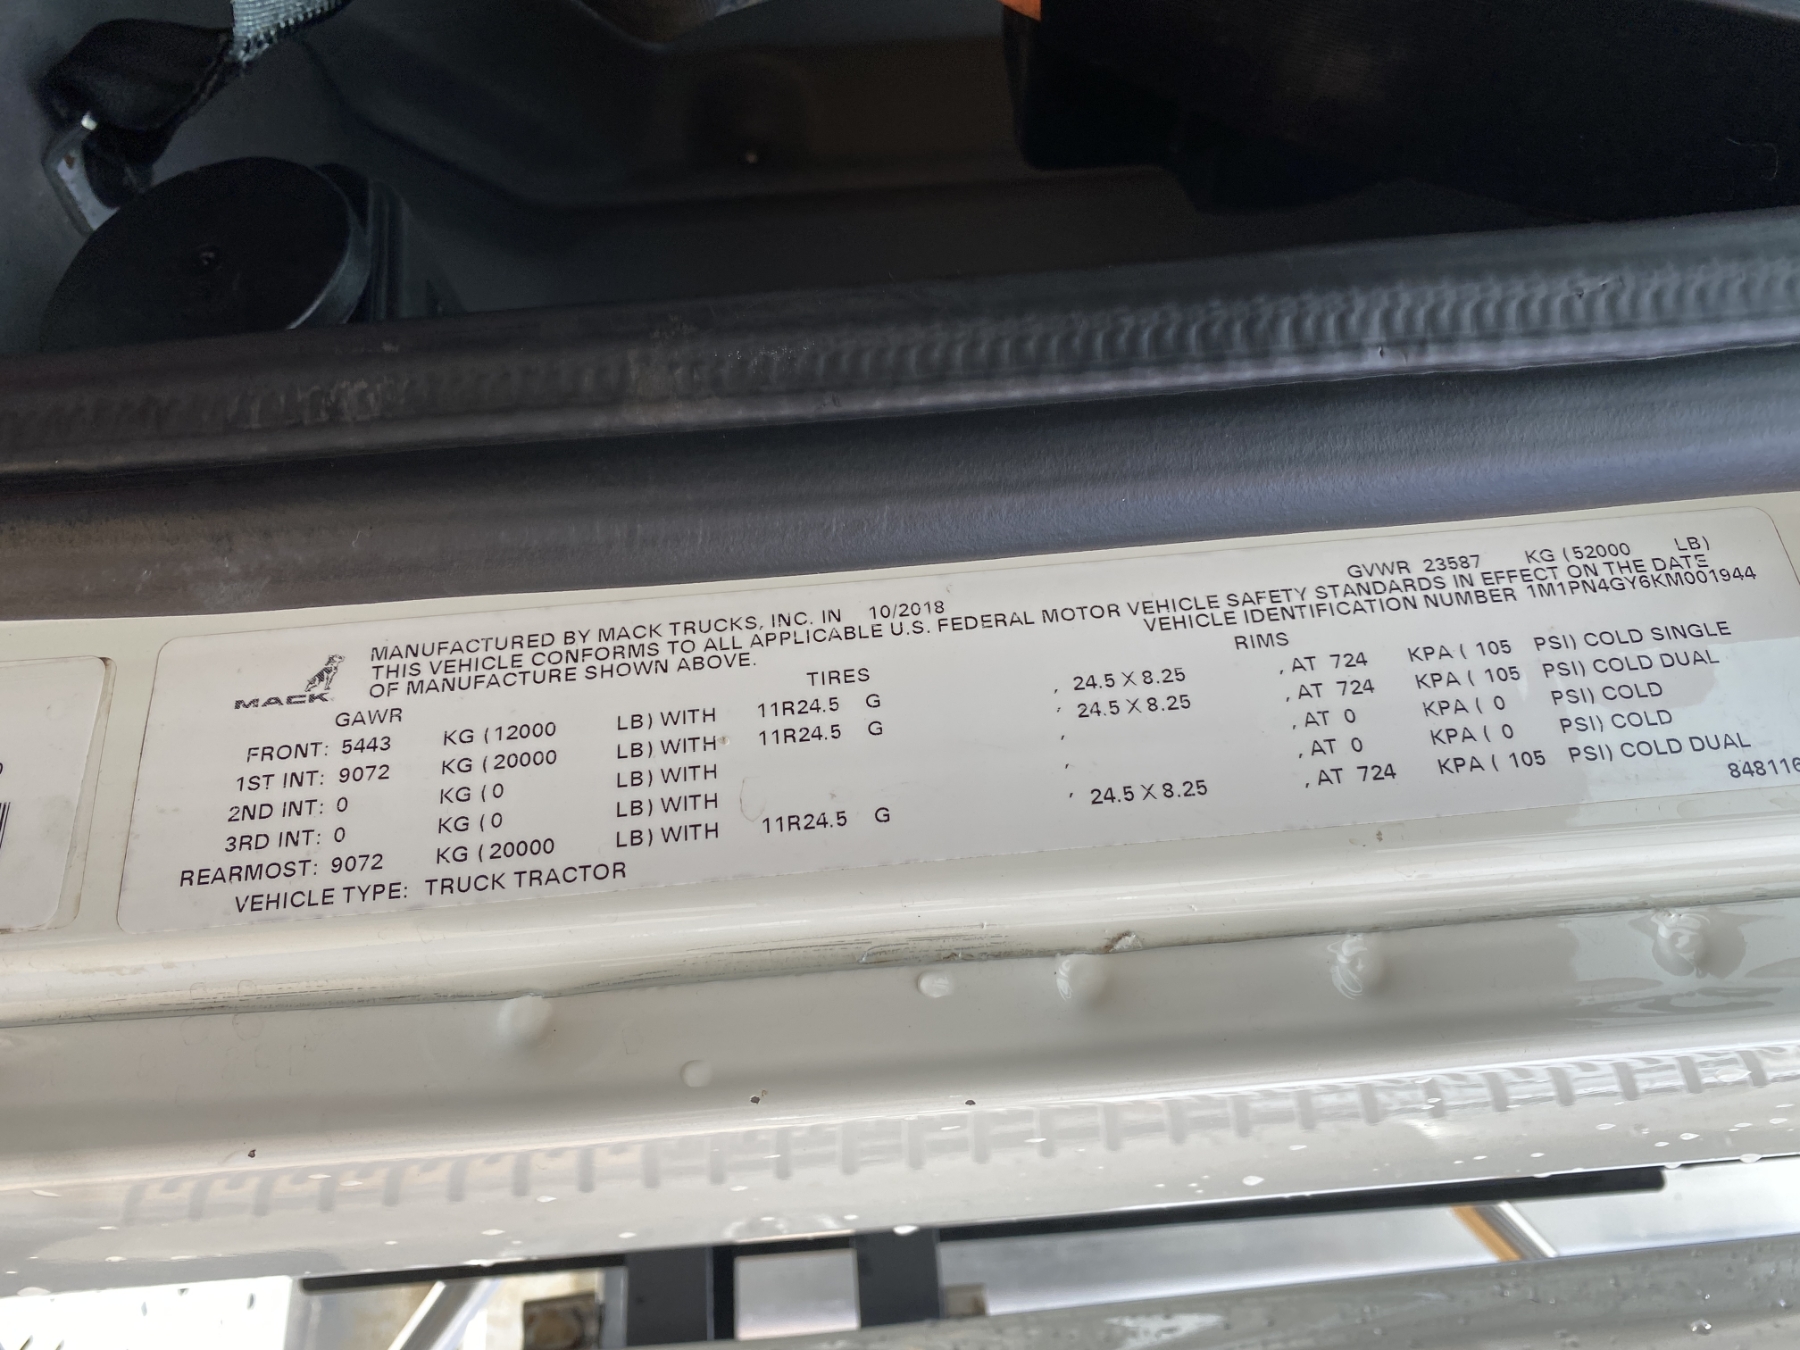 GVWR 23587 KG (52000 LB)
MANUFACTURED BY MACK TRUCKS, INC. IN 10/2018
THIS VEHICLE CONFORMS TO ALL APPLICABLE U.S. FEDERAL MOTOR VEHICLE SAFETY STANDARDS IN EFFECT ON THE DATE
OF MANUFACTURE SHOWN ABOVE. VEHICLE IDENTIFICATION NUMBER 1M1PN4GY6KM001944
MACK
GAWR TIRES RIMS
FRONT: 5443 KG (12000 LB) WITH 11R24.5 G , 24.5 X 8.25 , AT 724 KPA ( 105 PSI) COLD SINGLE
1ST INT: 9072 KG (20000 LB) WITH 11R24.5 G , 24.5 X 8.25 , AT 724 KPA ( 105 PSI) COLD DUAL
2ND INT: 0 KG (0 LB) WITH , , AT 0 KPA ( 0 PSI) COLD
3RD INT: 0 KG (0 LB) WITH , , AT 0 KPA ( 0 PSI) COLD
REARMOST: 9072 KG (20000 LB) WITH 11R24.5 G , 24.5 X 8.25 , AT 724 KPA ( 105 PSI) COLD DUAL
VEHICLE TYPE: TRUCK TRACTOR 848116